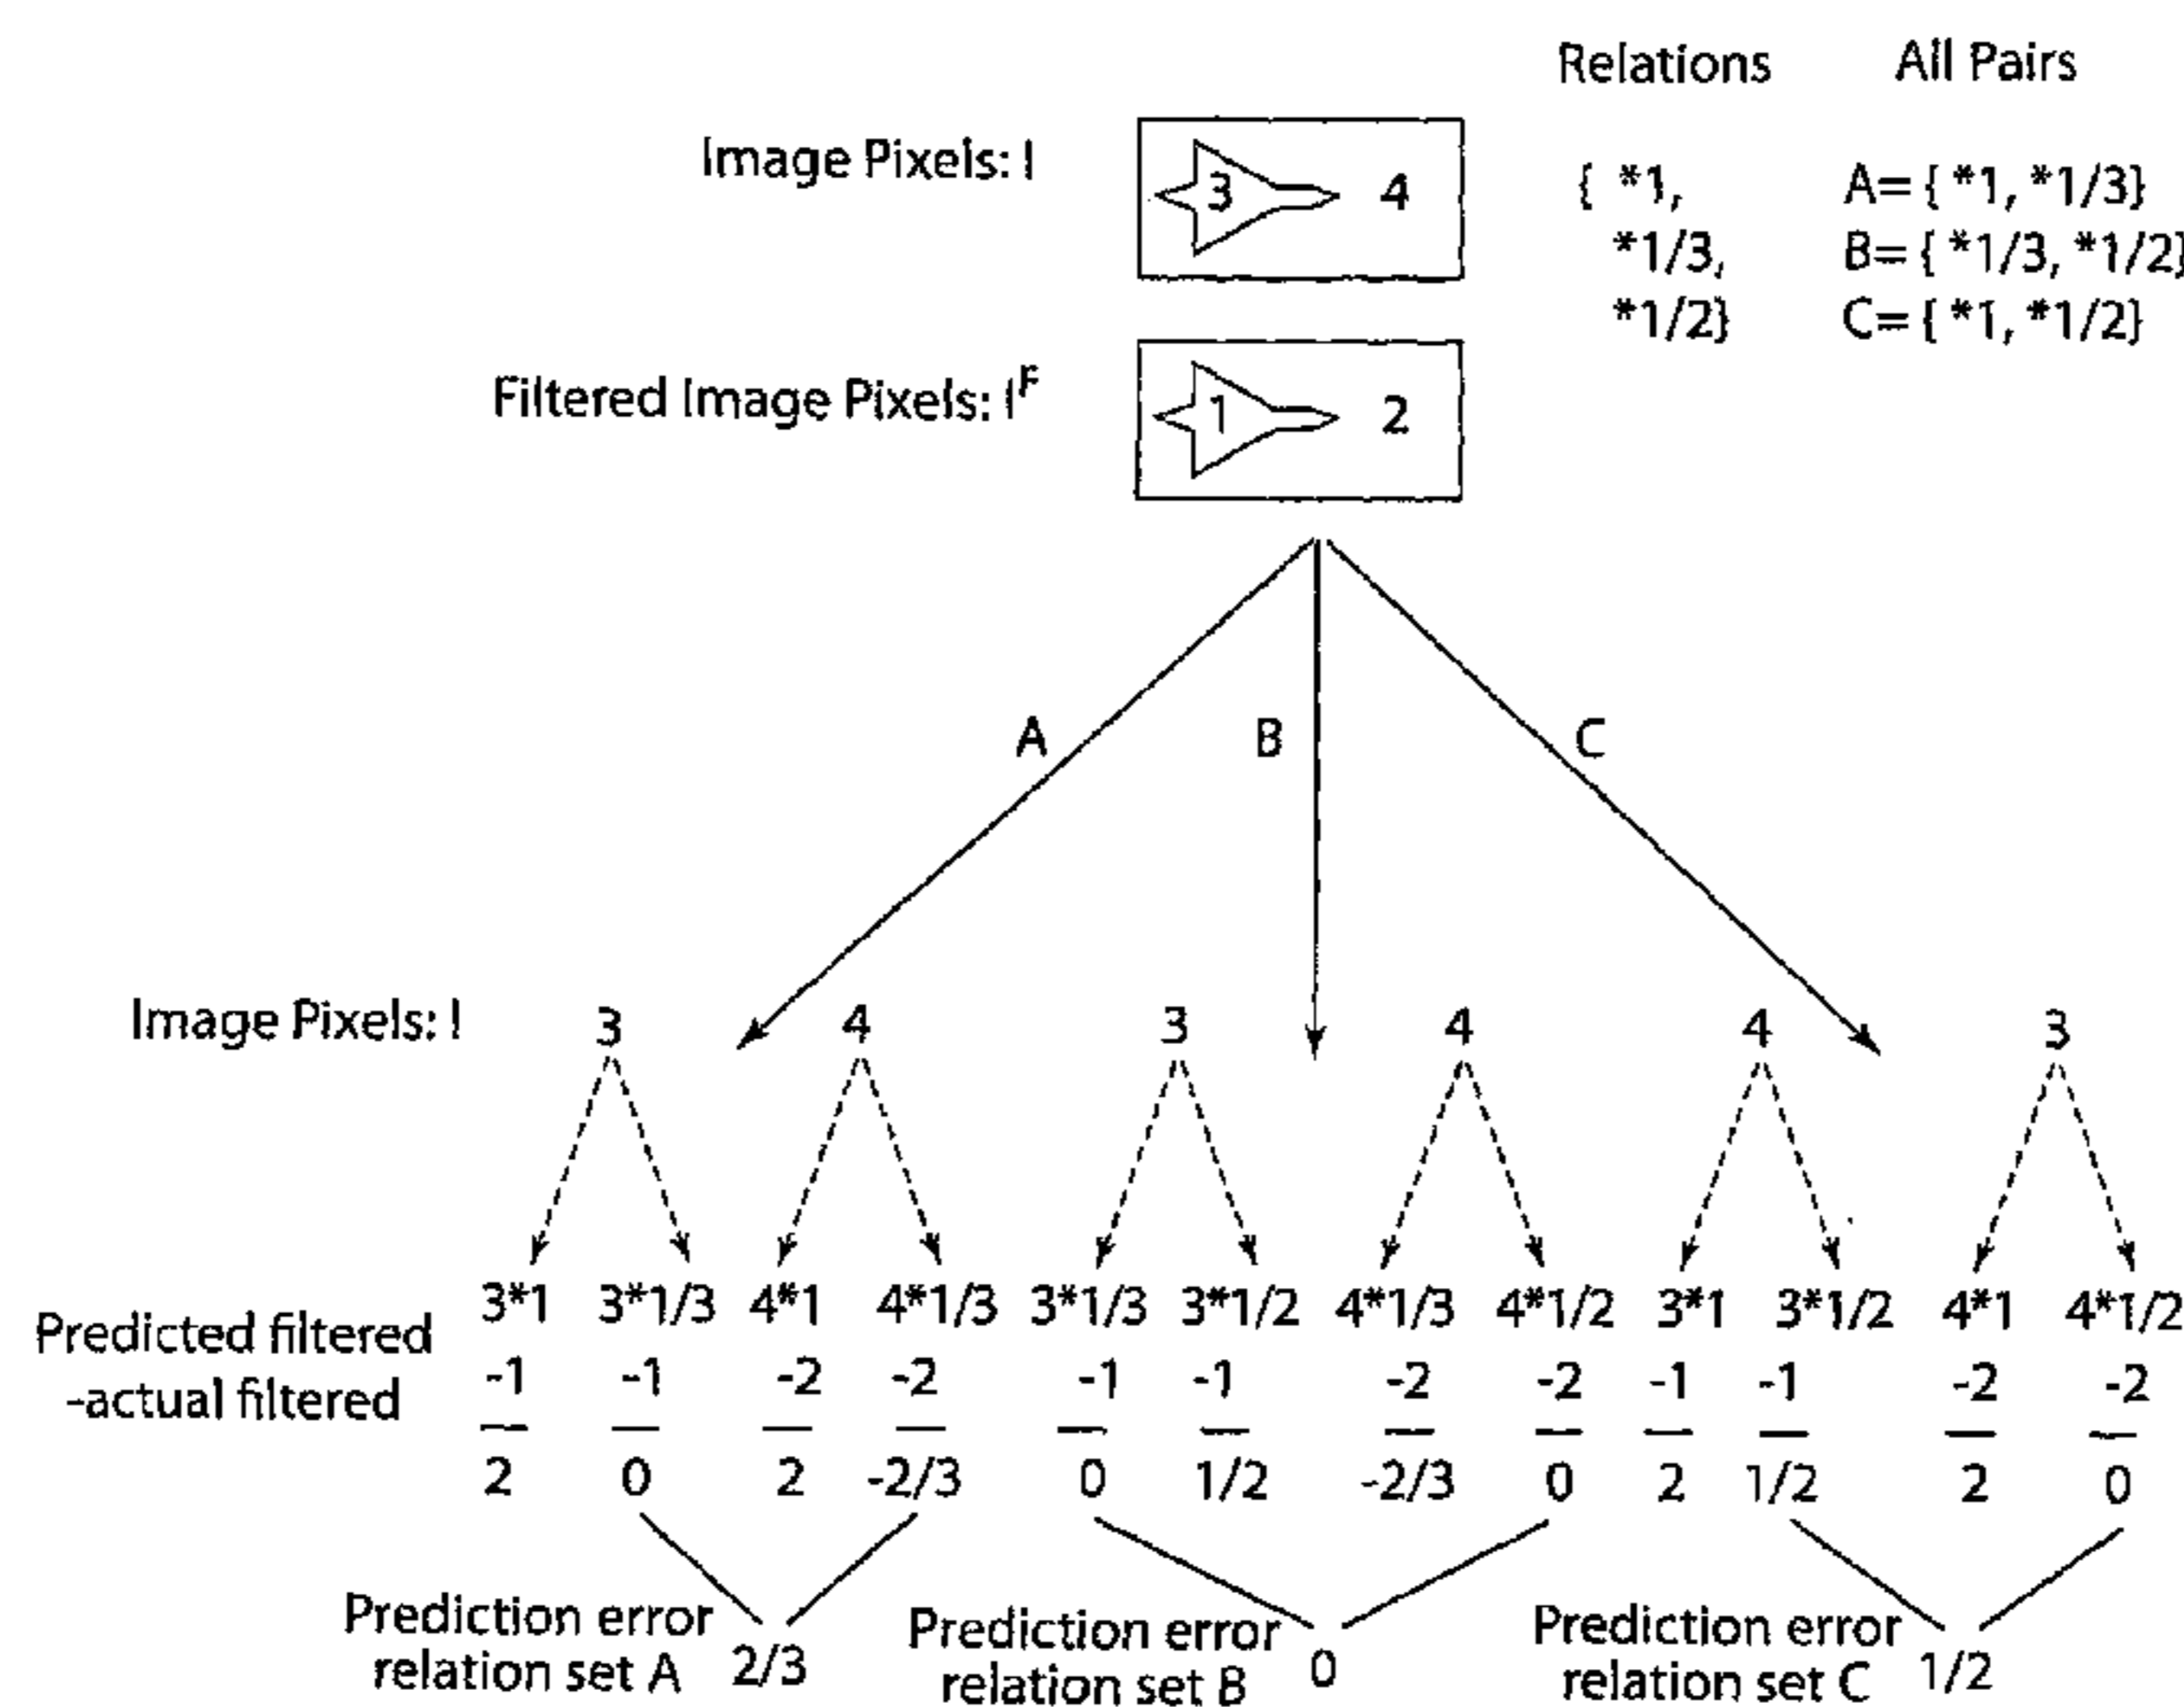 Relations All Pairs
Image Pixels: I
3 4
{ *1, A= { *1, *1/3}
*1/3, B= { *1/3, *1/2}
*1/2} C= { *1, *1/2}
Filtered Image Pixels: I^F
1 2
A B C
Image Pixels: I 3 4 3 4 4 3
3*1 3*1/3 4*1 4*1/3 3*1/3 3*1/2 4*1/3 4*1/2 3*1 3*1/2 4*1 4*1/2
Predicted filtered
-actual filtered
-1 -1 -2 -2 -1 -1 -2 -2 -1 -1 -2 -2
2 0 2 -2/3 0 1/2 -2/3 0 2 1/2 2 0
Prediction error
relation set A 2/3
Prediction error
relation set B 0
Prediction error
relation set C 1/2